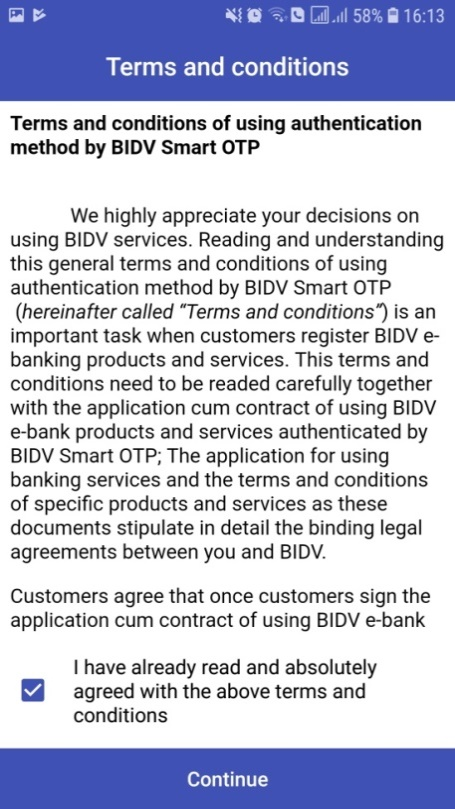 58% 16:13
Terms and conditions
Terms and conditions of using authentication
method by BIDV Smart OTP
We highly appreciate your decisions on
using BIDV services. Reading and understanding
this general terms and conditions of using
authentication method by BIDV Smart OTP
(hereinafter called “Terms and conditions”) is an
important task when customers register BIDV e-
banking products and services. This terms and
conditions need to be readed carefully together
with the application cum contract of using BIDV
e-bank products and services authenticated by
BIDV Smart OTP; The application for using
banking services and the terms and conditions
of specific products and services as these
documents stipulate in detail the binding legal
agreements between you and BIDV.
Customers agree that once customers sign the
application cum contract of using BIDV e-bank
I have already read and absolutely
agreed with the above terms and
conditions
Continue